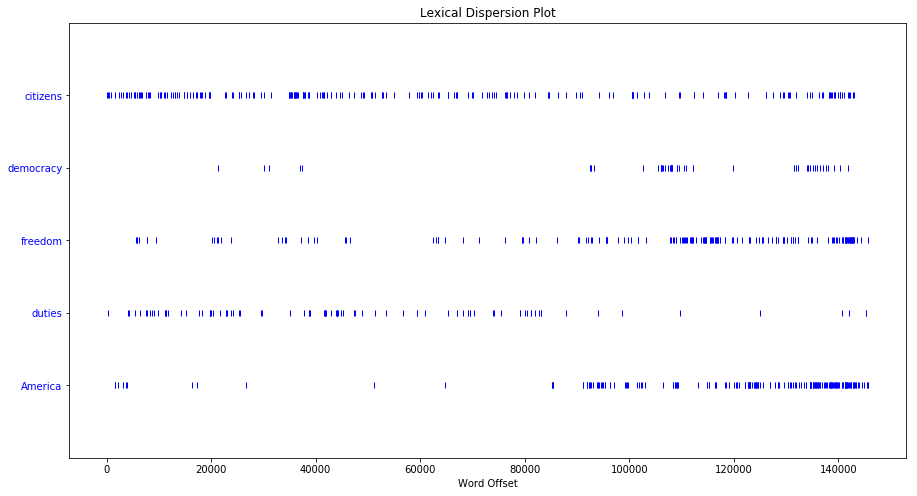 Lexical Dispersion Plot
citizens
democracy
freedom
duties
America
0 20000 40000 60000 80000 100000 120000 140000
Word Offset